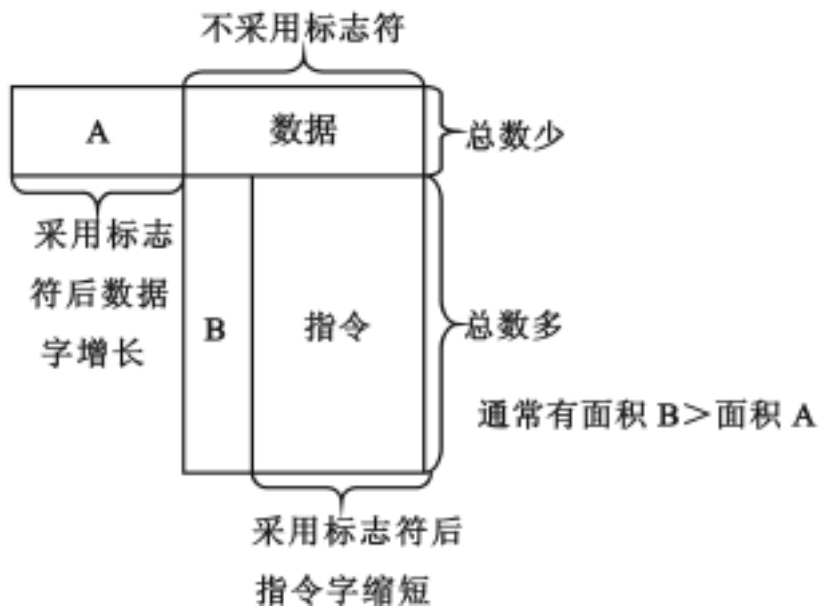 不采用标志符
A
数据
总数少
采用标志
符后数据
字增长
B
指令
总数多
通常有面积 B＞面积 A
采用标志符后
指令字缩短